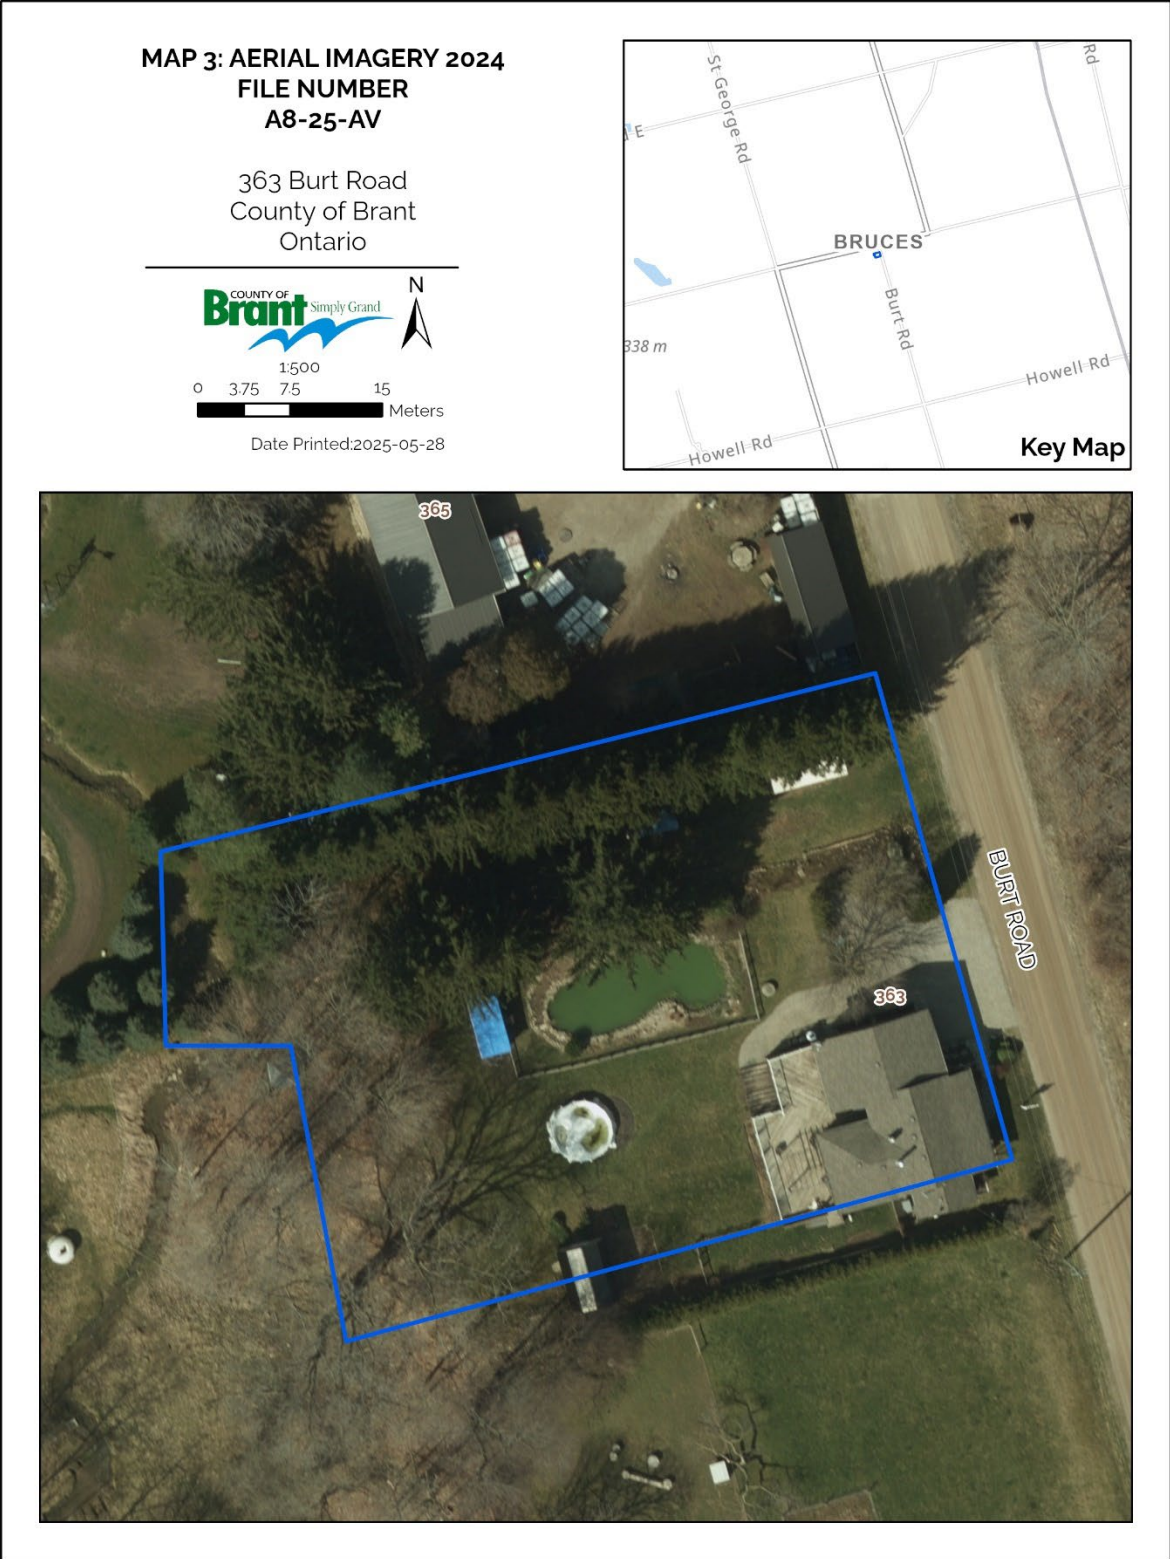 MAP 3: AERIAL IMAGERY 2024
FILE NUMBER
A8-25-AV
363 Burt Road
County of Brant
Ontario
COUNTY OF
Brant Simply Grand
N
1:500
0 3.75 7.5 15
Meters
Date Printed:2025-05-28
St George Rd
Rd
E
BRUCES
Burt Rd
338 m
Howell Rd
Howell Rd
Key Map
365
BURT ROAD
363